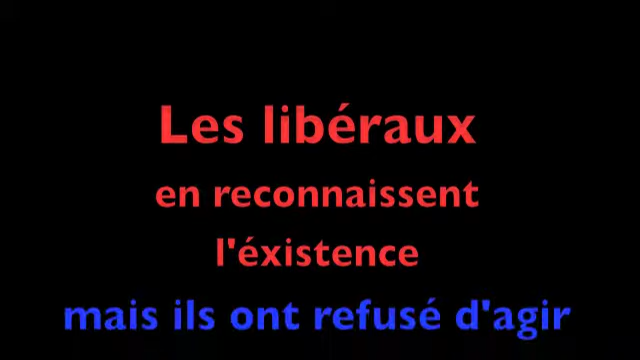 Les libéraux
en reconnaissent
l'éxistence
mais ils ont refusé d'agir